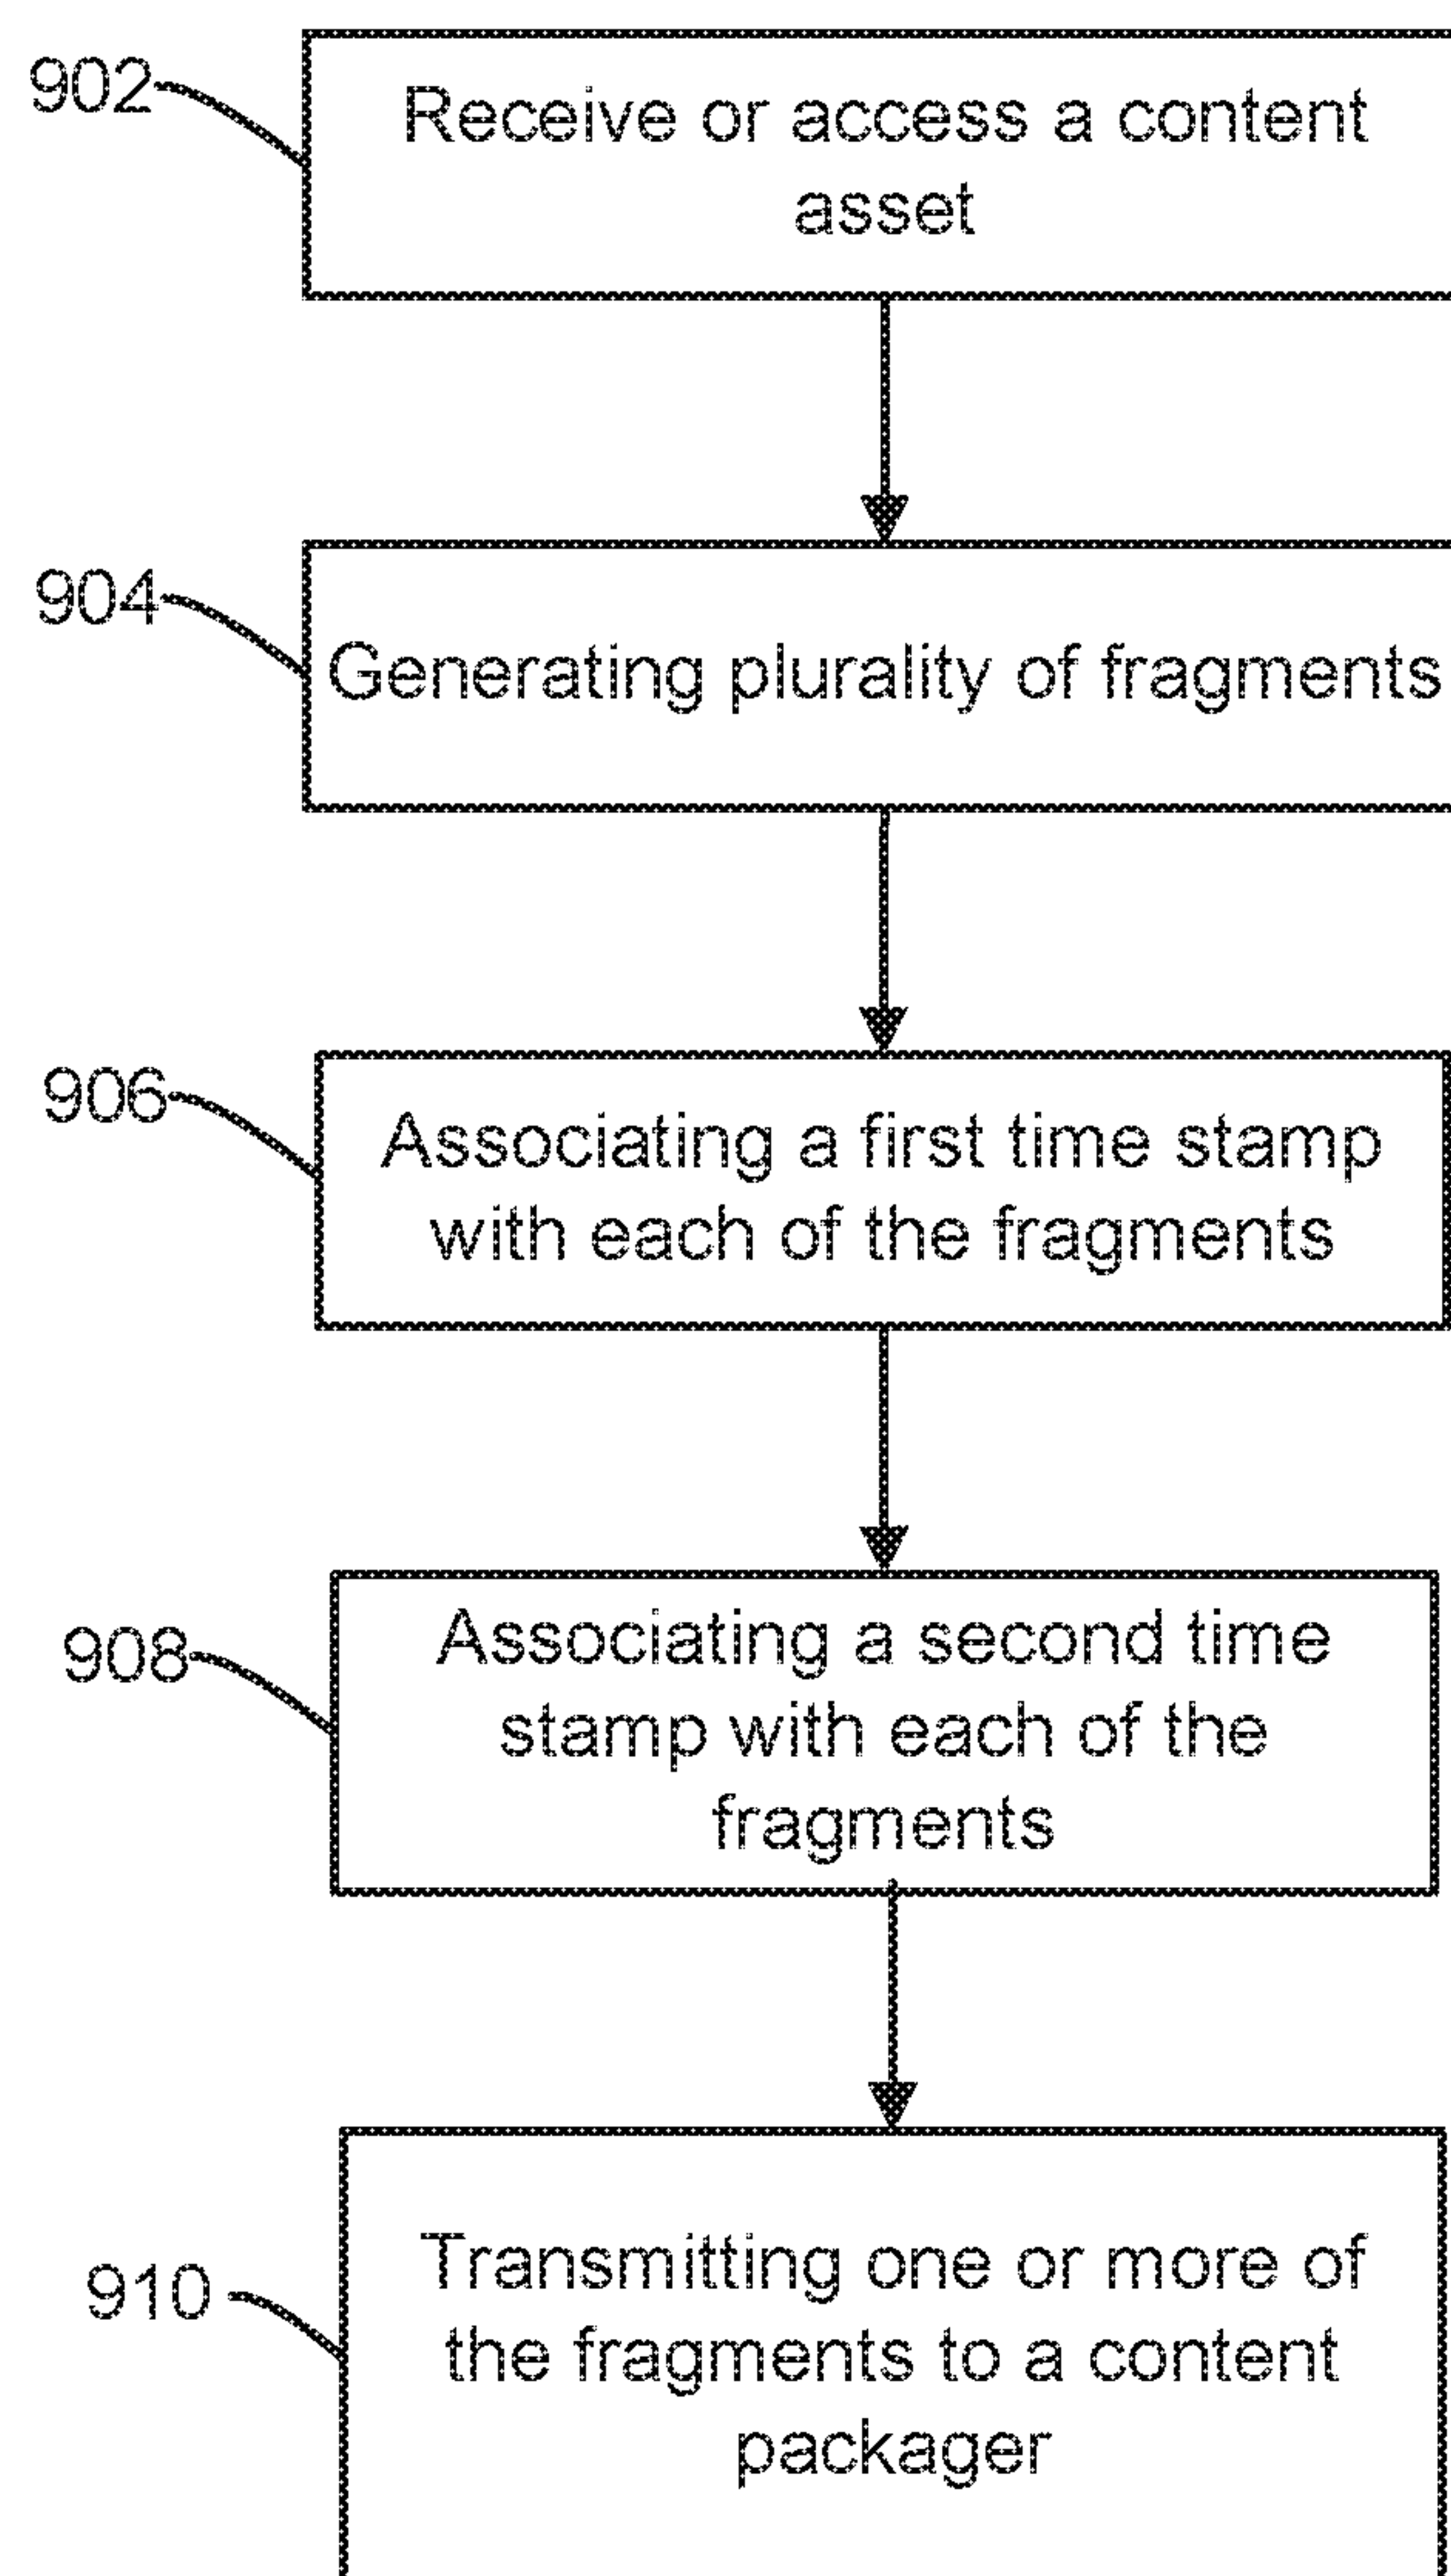 902
Receive or access a content
asset
904
Generating plurality of fragments
906
Associating a first time stamp
with each of the fragments
908
Associating a second time
stamp with each of the
fragments
910
Transmitting one or more of
the fragments to a content
packager